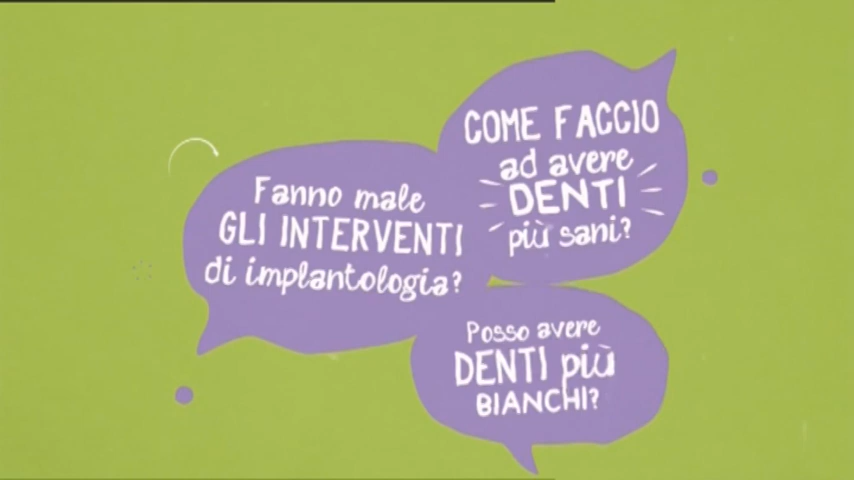 Fanno male
GLI INTERVENTI
di implantologia?
COME FACCIO
ad avere
DENTI
più sani?
Posso avere
DENTI più
BIANCHI?